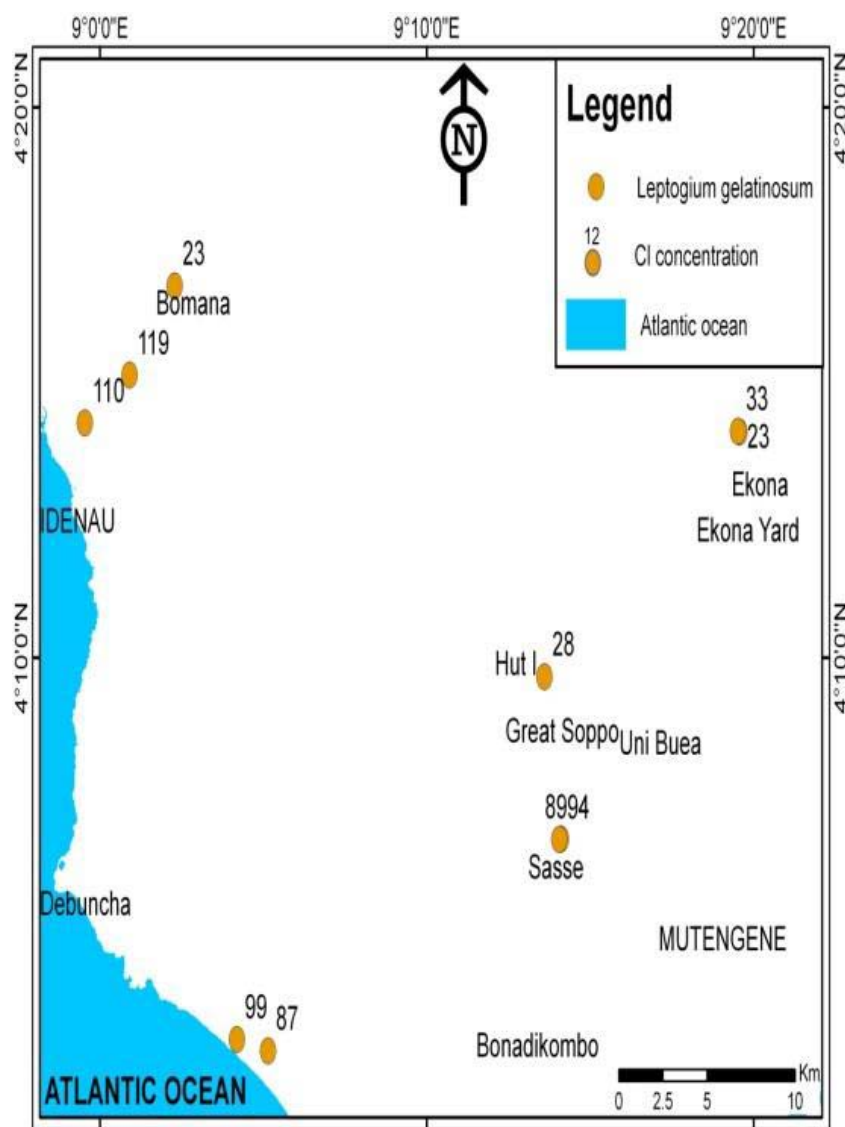 9°0'0"E
9°10'0"E
9°20'0"E
4°20'0"N
4°20'0"N
N
Legend
Leptogium gelatinosum
12
Cl concentration
Atlantic ocean
23
Bomana
119
110
33
23
Ekona
IDENAU
Ekona Yard
4°10'0"N
4°10'0"N
28
Hut I
Great Soppo
Uni Buea
8994
Sasse
Debuncha
MUTENGENE
99
87
Bonadikombo
Km
ATLANTIC OCEAN
0 2.5 5 10